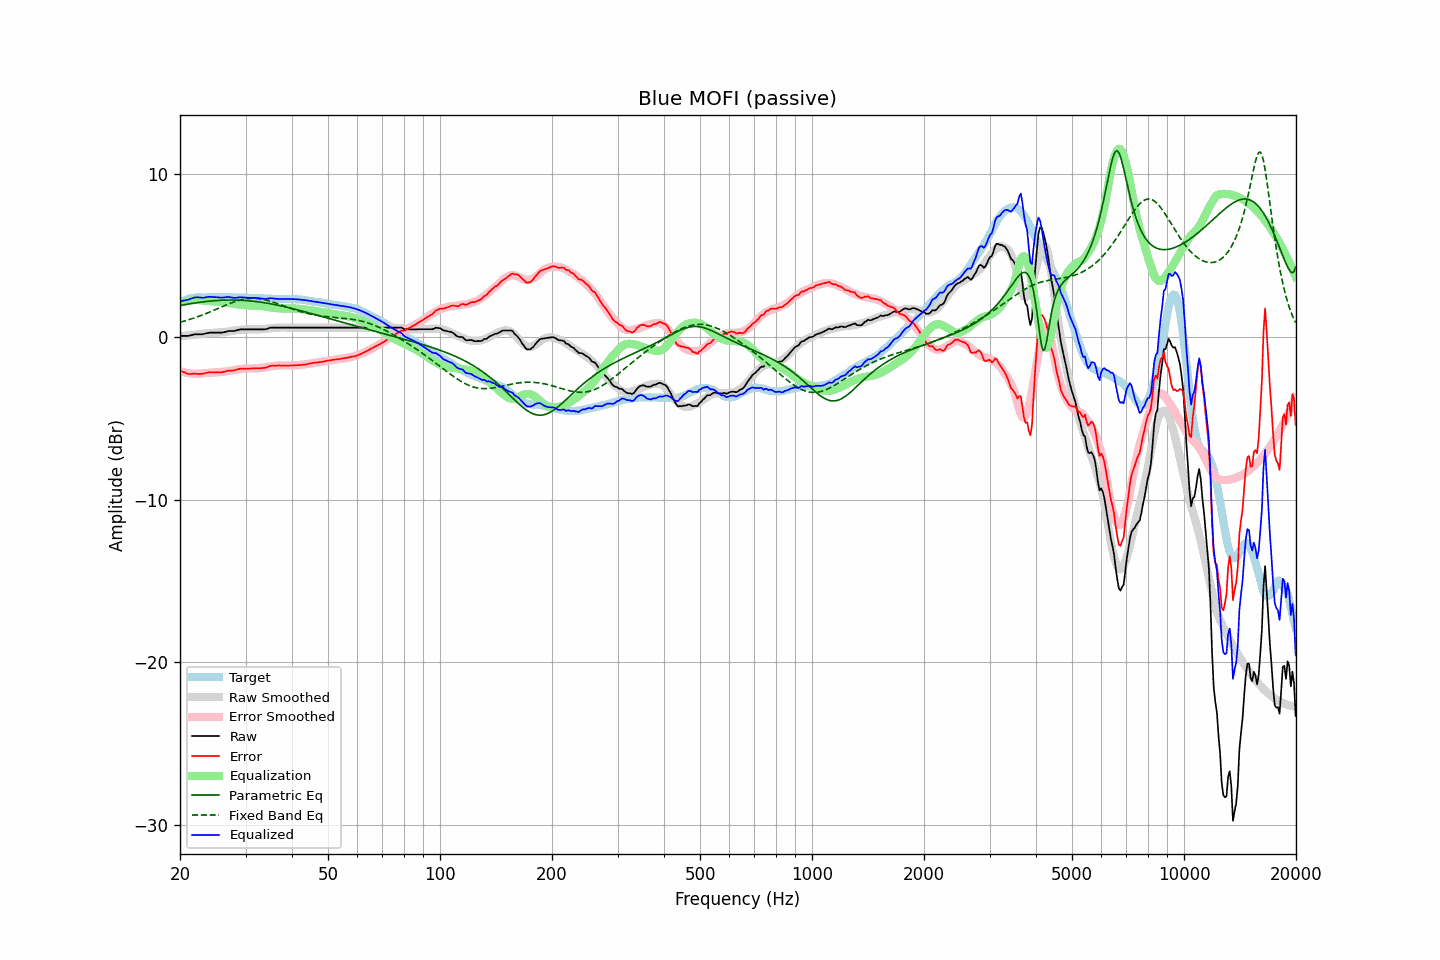 Blue MOFI (passive)
Amplitude (dBr)
10
0
−10
−20
−30
Target
Raw Smoothed
Error Smoothed
Raw
Error
Equalization
Parametric Eq
Fixed Band Eq
Equalized
20 50 100 200 500 1000 2000 5000 10000 20000
Frequency (Hz)